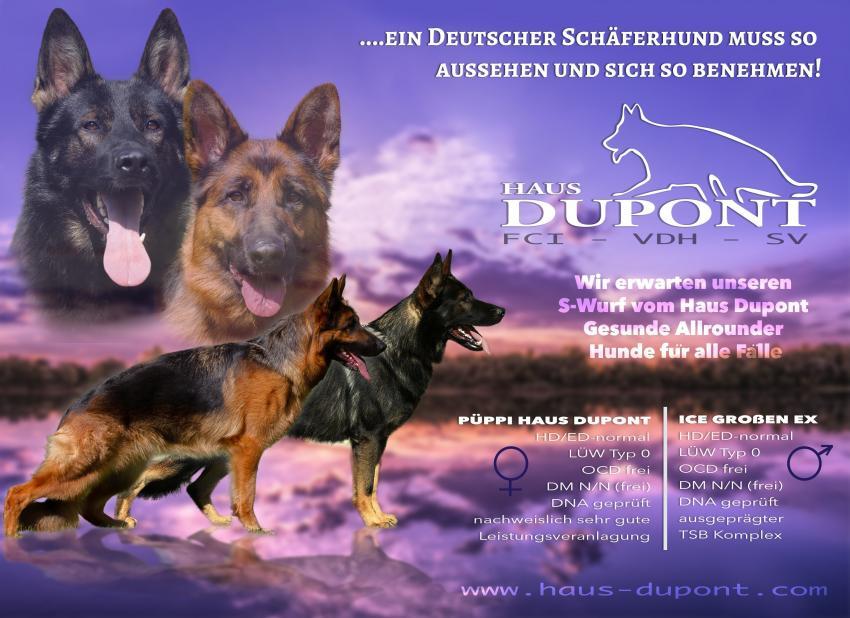 ....ein Deutscher Schäferhund muss so
aussehen und sich so benehmen!
HAUS
DUPONT
FCI - VDH - SV
Wir erwarten unseren
S-Wurf vom Haus Dupont
Gesunde Allrounder
Hunde für alle Fälle
PÜPPI HAUS DUPONT
HD/ED-normal
LÜW Typ 0
OCD frei
DM N/N (frei)
DNA geprüft
nachweislich sehr gute
Leistungsveranlagung
ICE GROßEN EX
HD/ED-normal
LÜW Typ 0
OCD frei
DM N/N (frei)
DNA geprüft
ausgeprägter
TSB Komplex
www.haus-dupont.com